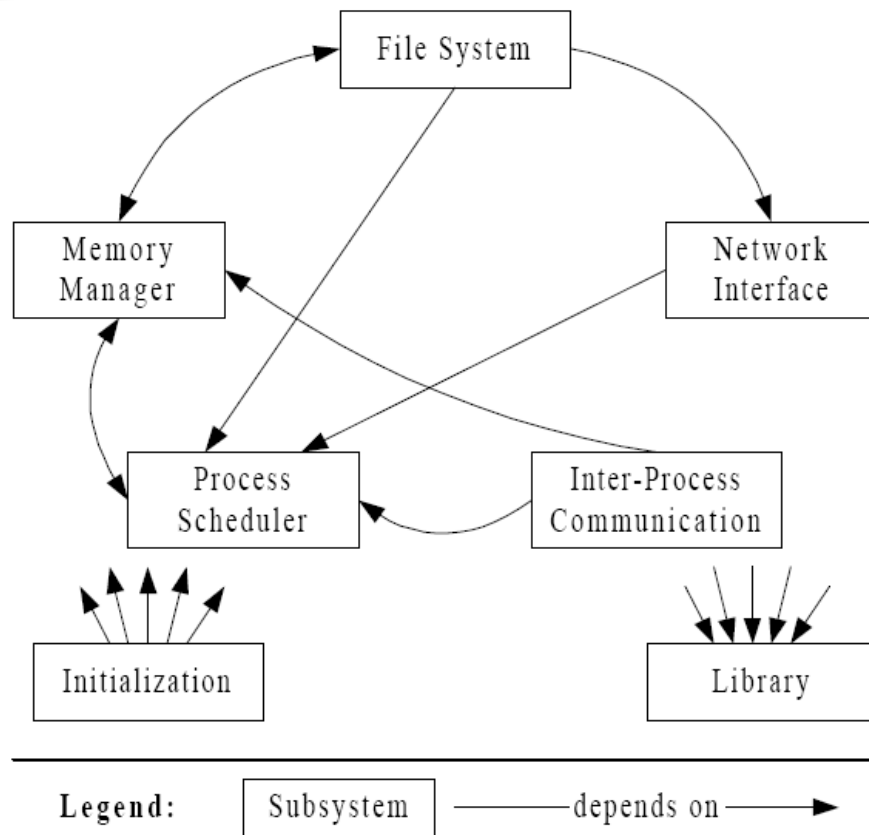 File System
Memory
Manager
Network
Interface
Process
Scheduler
Inter-Process
Communication
Initialization
Library
Legend: Subsystem depends on